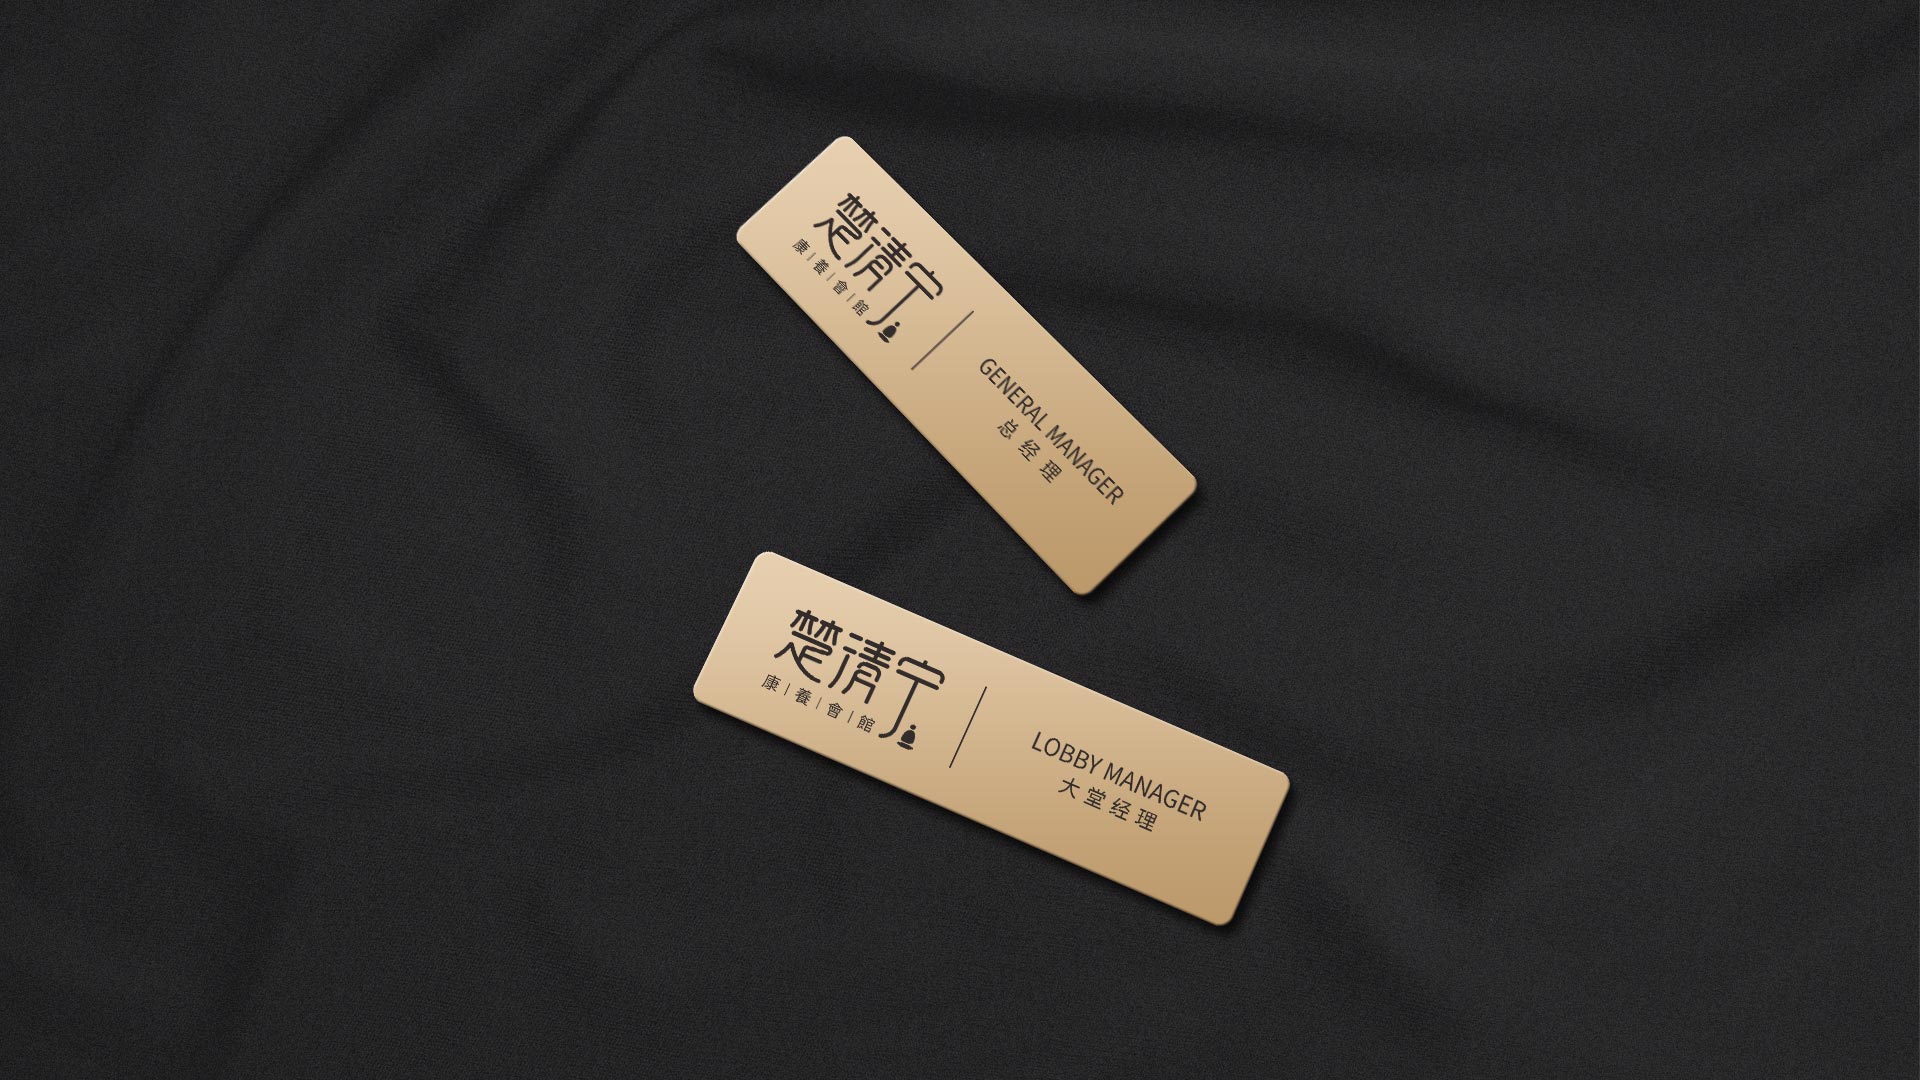 楚清宁
康|養|會|館
GENERAL MANAGER
总经理
楚清宁
康|養|會|館
LOBBY MANAGER
大堂经理